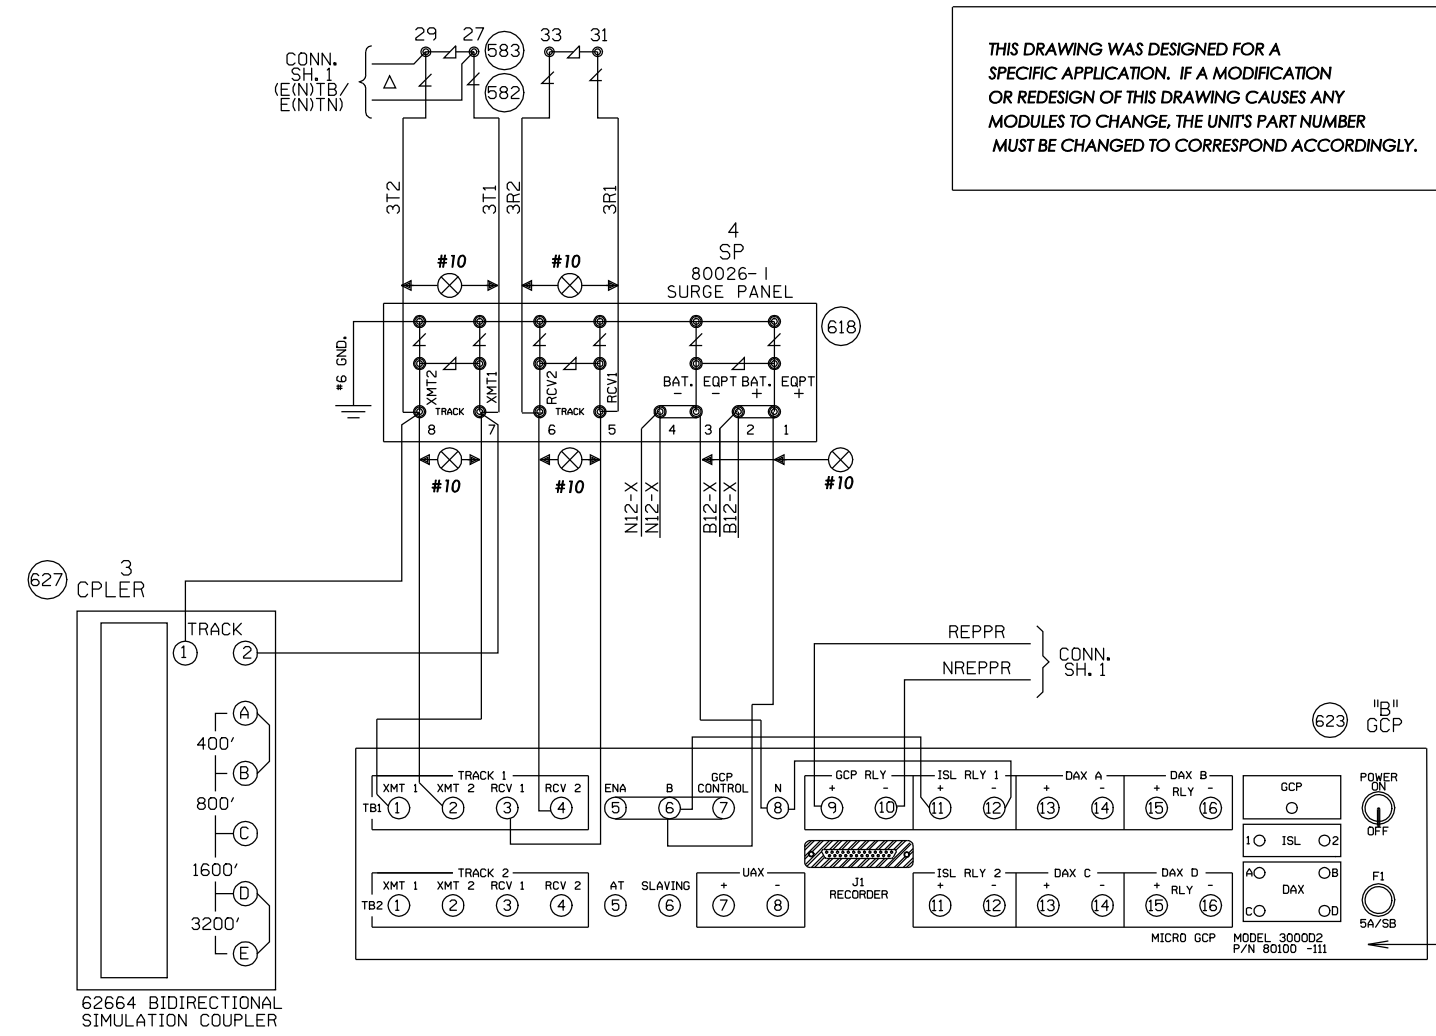 29 27 583 33 31
CONN.
SH. 1
(E(N)TB/
E(N)TN)
582
THIS DRAWING WAS DESIGNED FOR A
SPECIFIC APPLICATION. IF A MODIFICATION
OR REDESIGN OF THIS DRAWING CAUSES ANY
MODULES TO CHANGE, THE UNIT'S PART NUMBER
MUST BE CHANGED TO CORRESPOND ACCORDINGLY.
3T2 3T1 3R2 3R1
4
SP
80026-1
SURGE PANEL
#10 #10
618
#6 GND.
XMT2 XMT1 RCV2 RCV1
BAT. EQPT BAT. EQPT
- - + +
TRACK TRACK
8 7 6 5 4 3 2 1
#10 #10 #10
N12-X N12-X B12-X B12-X
627
3
CPLER
TRACK
1 2
A
400'
B
800'
C
1600'
D
3200'
E
62664 BIDIRECTIONAL
SIMULATION COUPLER
REPPR
NREPPR
CONN.
SH. 1
623
"B"
GCP
TRACK 1 GCP CONTROL GCP RLY ISL RLY 1 DAX A DAX B
XMT 1 XMT 2 RCV 1 RCV 2 ENA B N + - + - + - + RLY -
TB1 1 2 3 4 5 6 7 8 9 10 11 12 13 14 15 16
GCP
POWER
ON
OFF
1 ISL 2
J1
RECORDER
TRACK 2 UAX ISL RLY 2 DAX C DAX D
XMT 1 XMT 2 RCV 1 RCV 2 AT SLAVING + - + - + - + RLY -
TB2 1 2 3 4 5 6 7 8 11 12 13 14 15 16
A B
DAX
C D
F1
5A/SB
MICRO GCP MODEL 3000D2
P/N 80100 -111